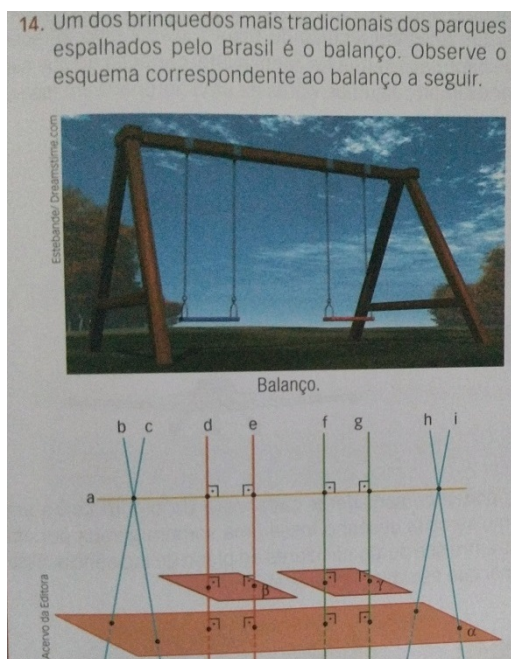 14. Um dos brinquedos mais tradicionais dos parques
espalhados pelo Brasil é o balanço. Observe o
esquema correspondente ao balanço a seguir.
Estebande/ Dreamstime.com
Balanço.
b c d e f g h i
a
β γ
α
Acervo da Editora